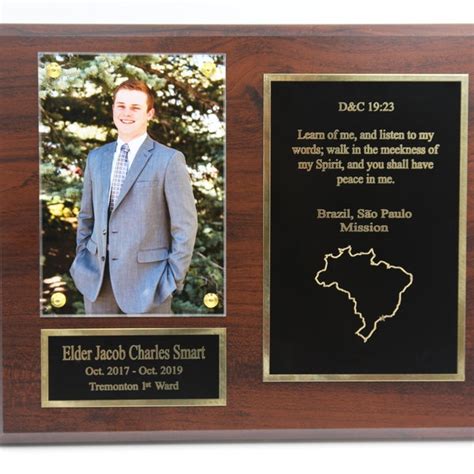 D&C 19:23
Learn of me, and listen to my
words; walk in the meekness of
my Spirit, and you shall have
peace in me.
Brazil, São Paulo
Mission
Elder Jacob Charles Smart
Oct. 2017 - Oct. 2019
Tremonton 1st Ward